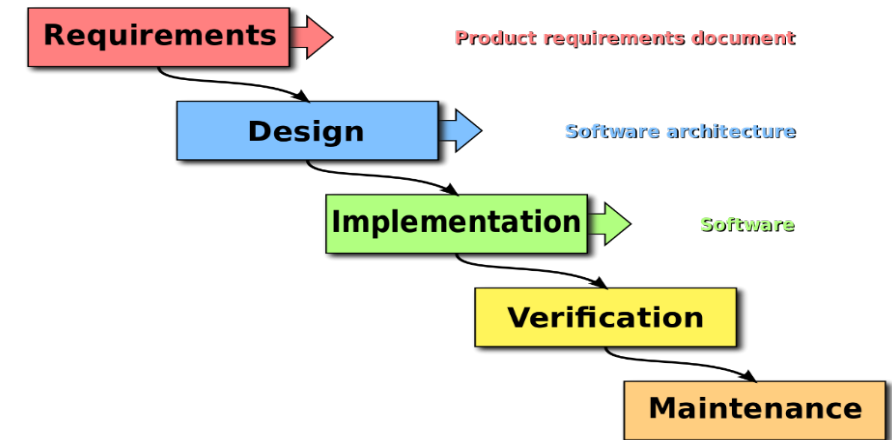 Requirements
Product requirements document
Design
Software architecture
Implementation
Software
Verification
Maintenance